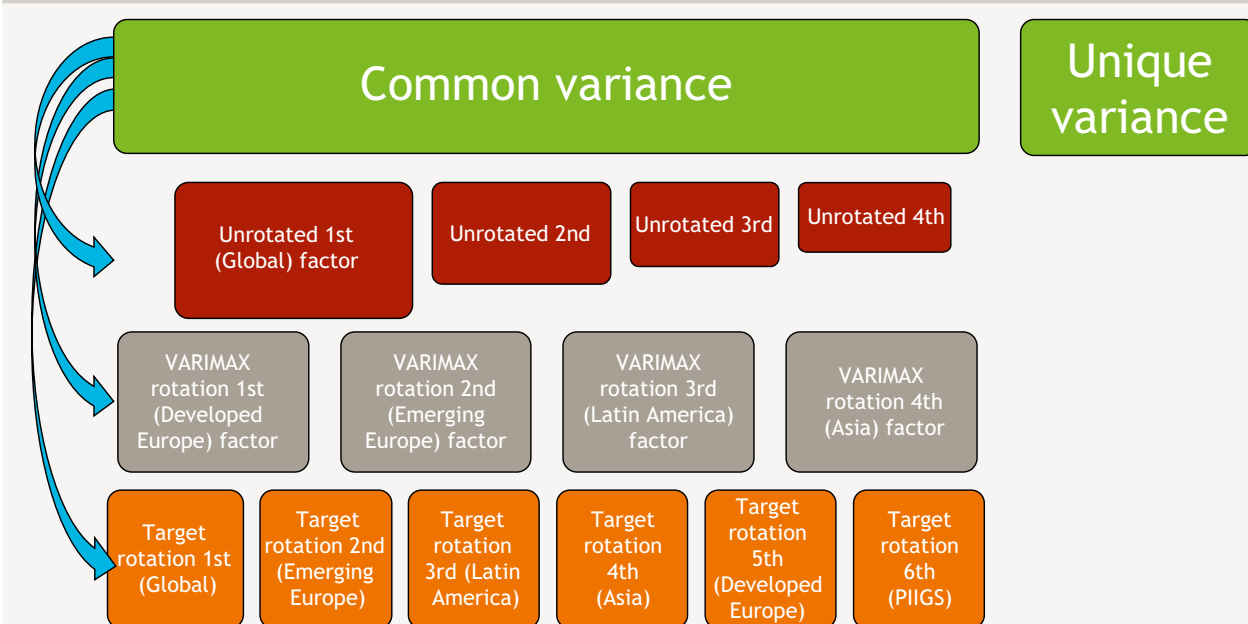 Common variance
Unique
variance
Unrotated 1st
(Global) factor
Unrotated 2nd
Unrotated 3rd
Unrotated 4th
VARIMAX
rotation 1st
(Developed
Europe) factor
VARIMAX
rotation 2nd
(Emerging
Europe) factor
VARIMAX
rotation 3rd
(Latin America)
factor
VARIMAX
rotation 4th
(Asia) factor
Target
rotation 1st
(Global)
Target
rotation 2nd
(Emerging
Europe)
Target
rotation
3rd (Latin
America)
Target
rotation
4th
(Asia)
Target
rotation
5th
(Developed
Europe)
Target
rotation
6th
(PIIGS)